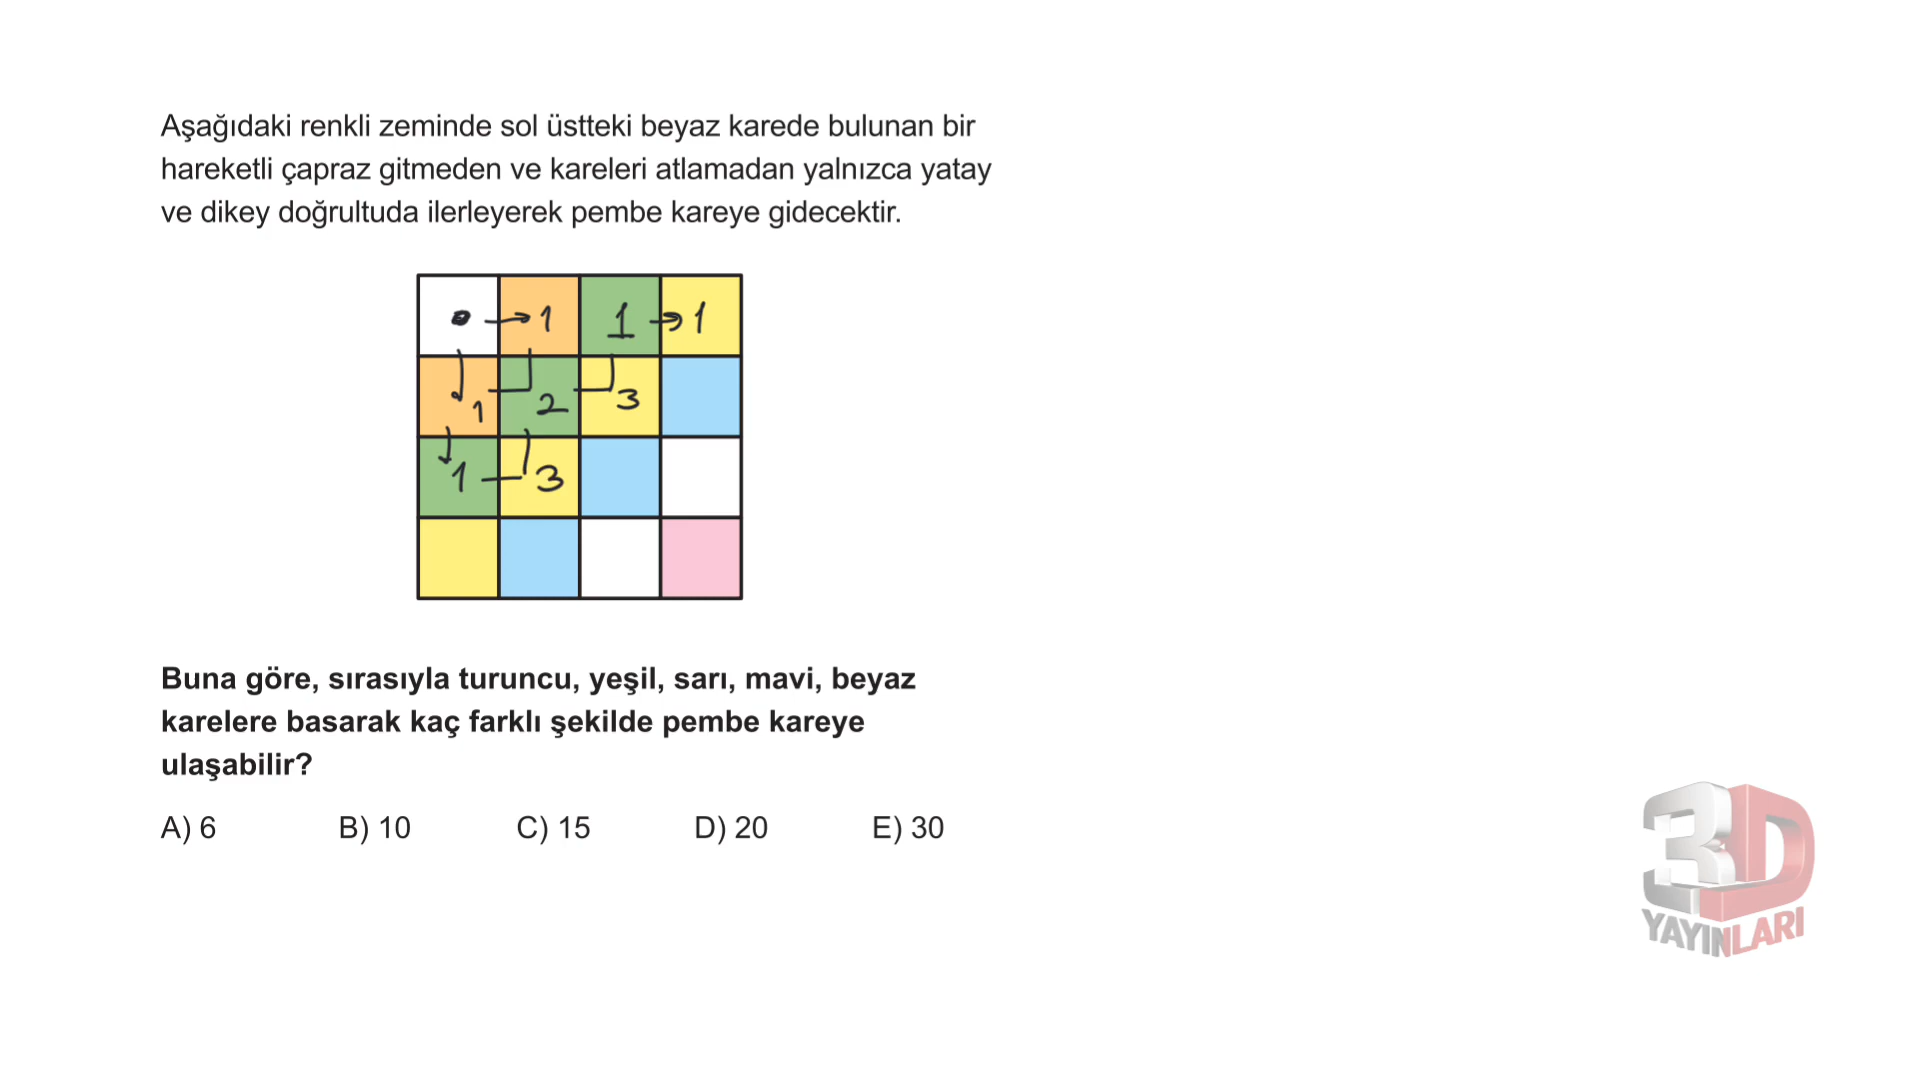 Aşağıdaki renkli zeminde sol üstteki beyaz karede bulunan bir
hareketli çapraz gitmeden ve kareleri atlamadan yalnızca yatay
ve dikey doğrultuda ilerleyerek pembe kareye gidecektir.
1 1 1
1 2 3
1 3
Buna göre, sırasıyla turuncu, yeşil, sarı, mavi, beyaz
karelere basarak kaç farklı şekilde pembe kareye
ulaşabilir?
A) 6 B) 10 C) 15 D) 20 E) 30
3D
YAYINLARI